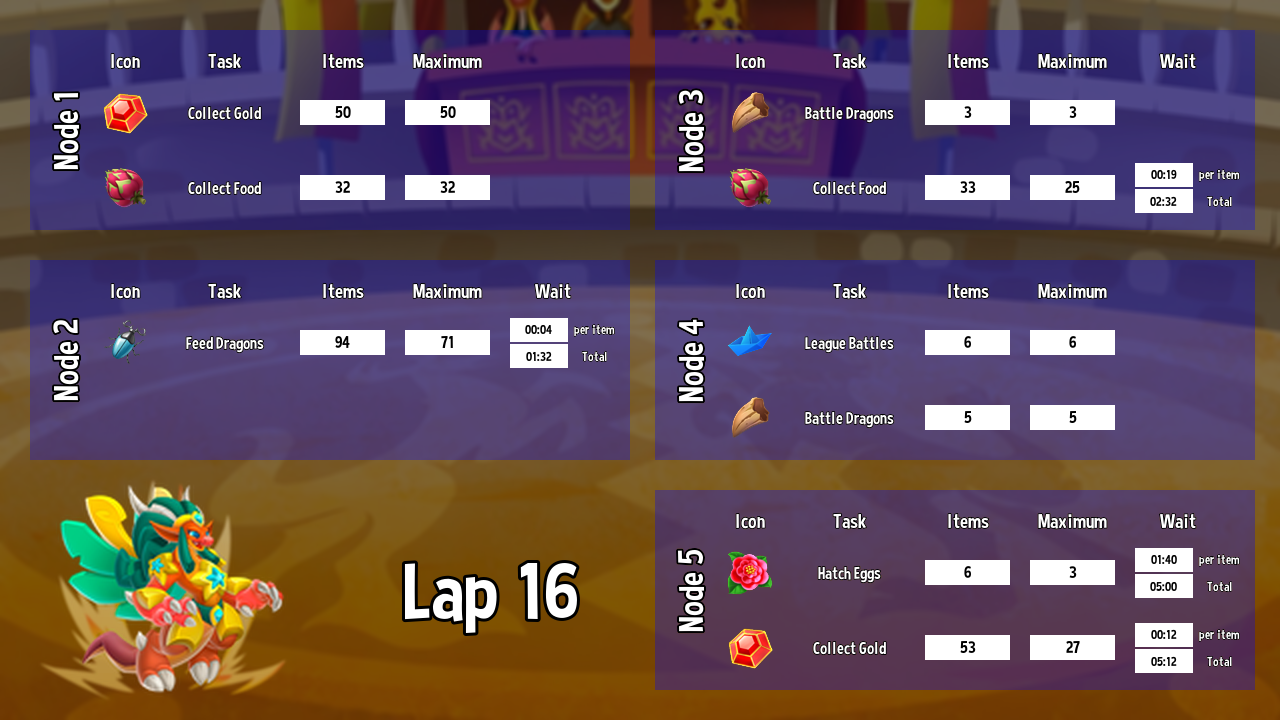 Node 1
Icon Task Items Maximum
Collect Gold 50 50
Collect Food 32 32
Node 2
Icon Task Items Maximum Wait
Feed Dragons 94 71 00:04 per item
01:32 Total
Node 3
Icon Task Items Maximum Wait
Battle Dragons 3 3
Collect Food 33 25 00:19 per item
02:32 Total
Node 4
Icon Task Items Maximum
League Battles 6 6
Battle Dragons 5 5
Node 5
Icon Task Items Maximum Wait
Hatch Eggs 6 3 01:40 per item
05:00 Total
Collect Gold 53 27 00:12 per item
05:12 Total
Lap 16